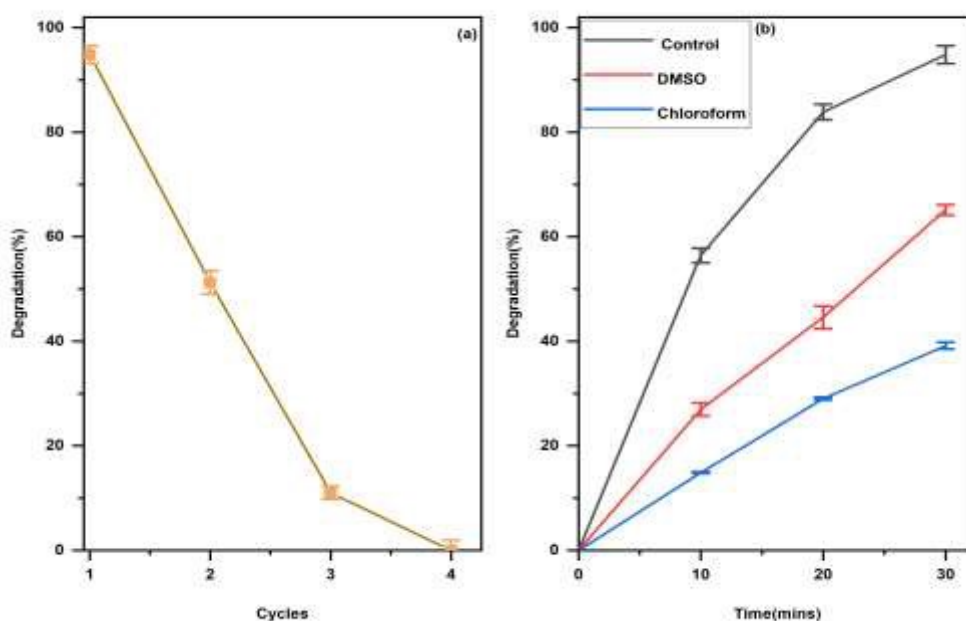 (a)
100
80
60
40
20
0
Degradation(%)
1 2 3 4
Cycles
(b)
Control
DMSO
Chloroform
100
80
60
40
20
0
Degradation(%)
0 10 20 30
Time(mins)